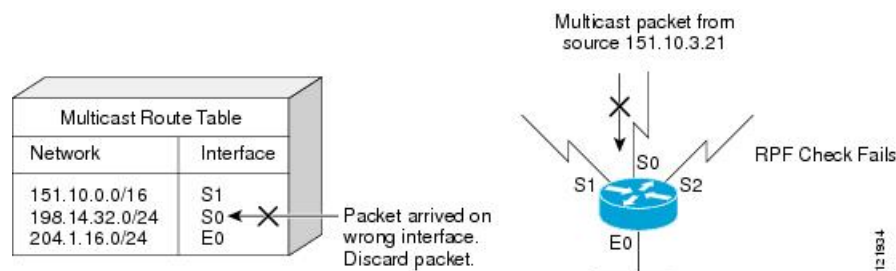 Multicast packet from
source 151.10.3.21
Multicast Route Table
Network Interface
151.10.0.0/16 S1
198.14.32.0/24 S0
204.1.16.0/24 E0
Packet arrived on
wrong interface.
Discard packet.
RPF Check Fails
S0
S1
S2
E0
121934